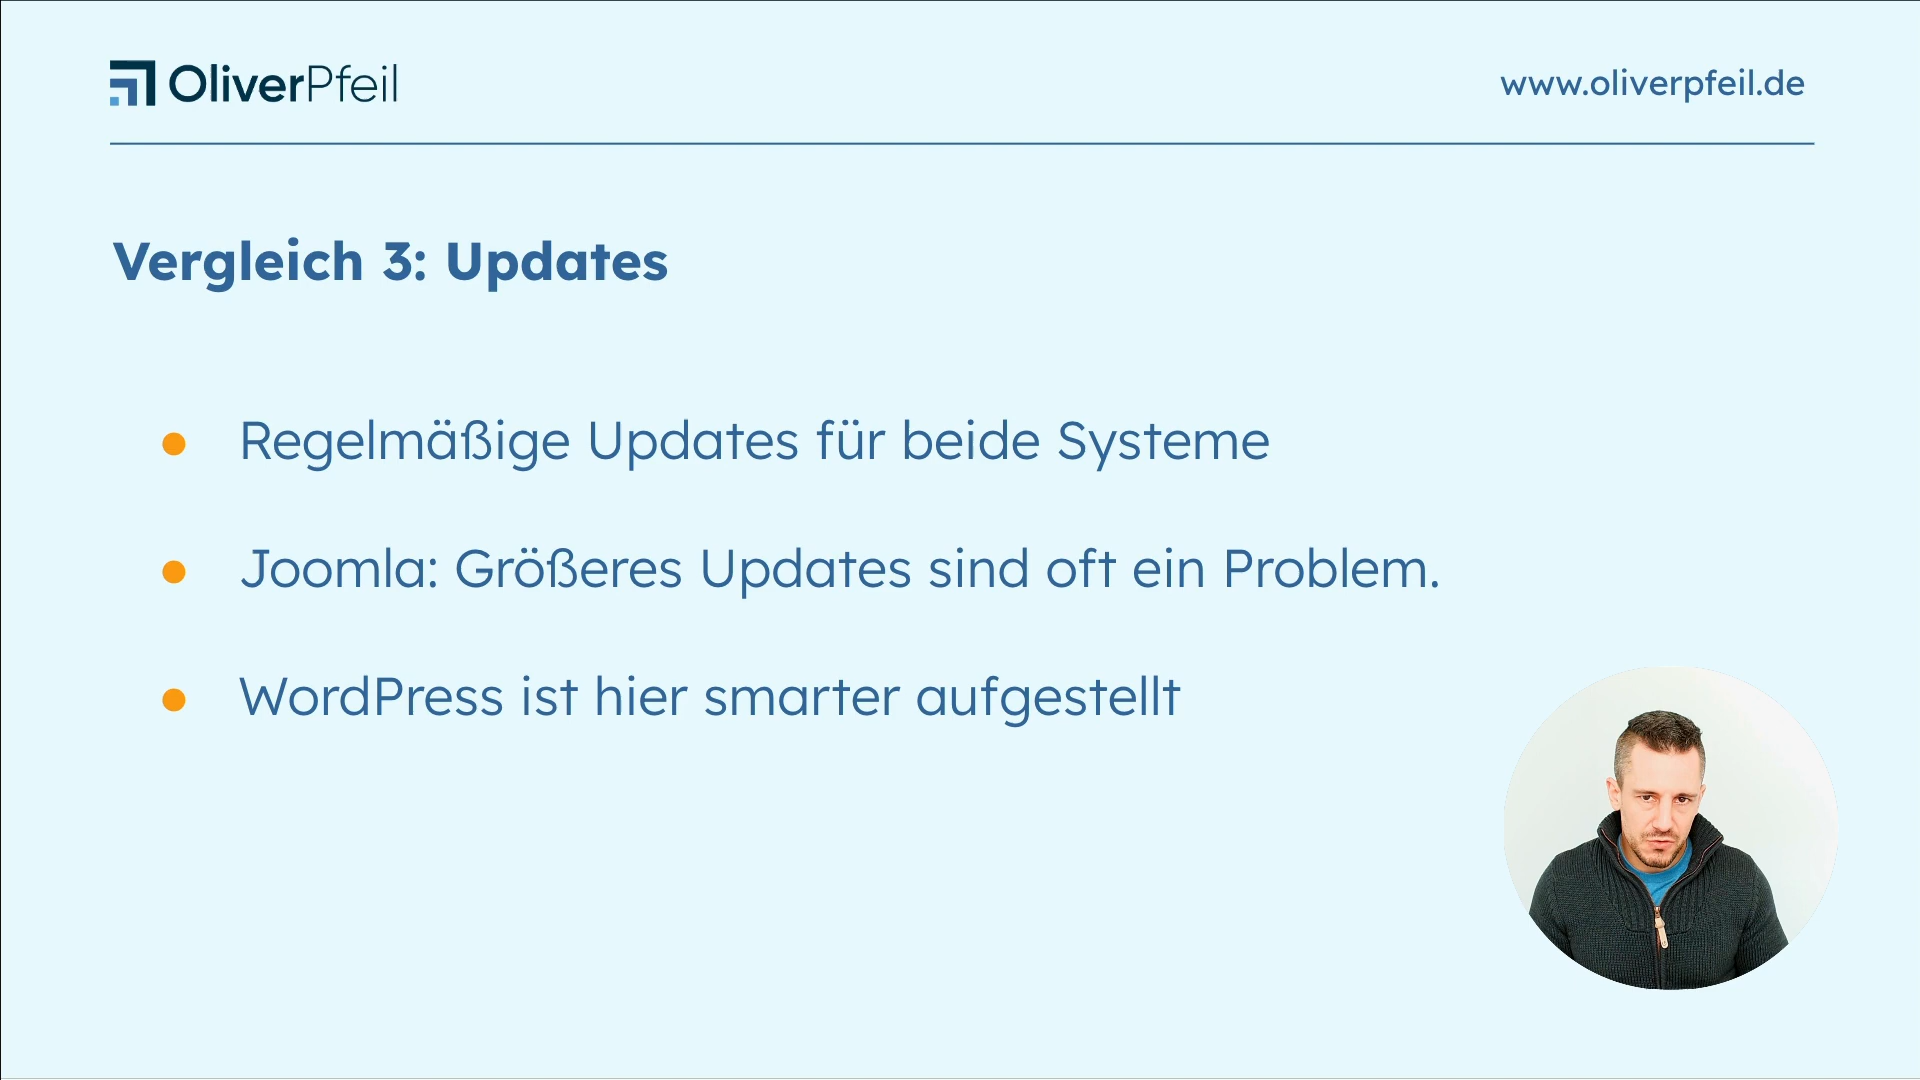 OliverPfeil
www.oliverpfeil.de
Vergleich 3: Updates
Regelmäßige Updates für beide Systeme
Joomla: Größeres Updates sind oft ein Problem.
WordPress ist hier smarter aufgestellt